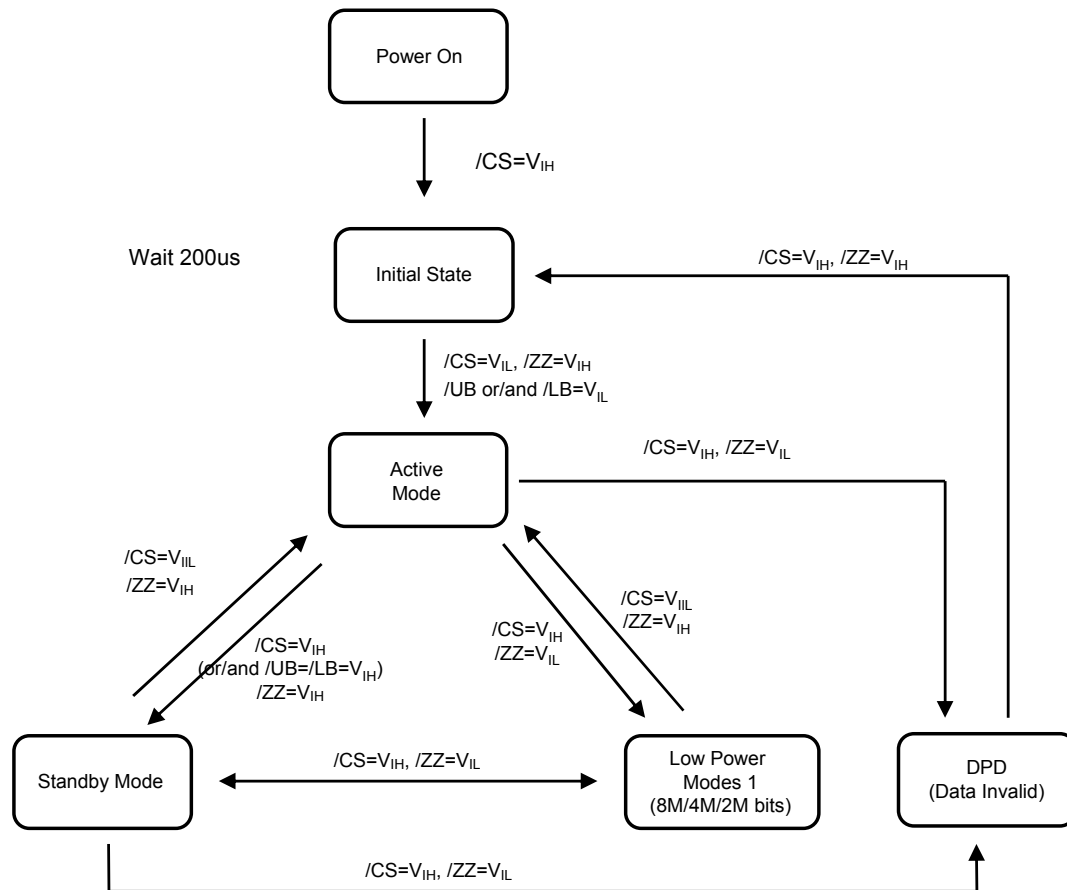 Power On
/CS=VIH
Wait 200us
Initial State
/CS=VIH, /ZZ=VIH
/CS=VIL, /ZZ=VIH
/UB or/and /LB=VIL
Active
Mode
/CS=VIH, /ZZ=VIL
/CS=VIIL
/ZZ=VIH
/CS=VIH
(or/and /UB=/LB=VIH)
/ZZ=VIH
/CS=VIH
/ZZ=VIL
/CS=VIIL
/ZZ=VIH
Standby Mode
/CS=VIH, /ZZ=VIL
Low Power
Modes 1
(8M/4M/2M bits)
DPD
(Data Invalid)
/CS=VIH, /ZZ=VIL